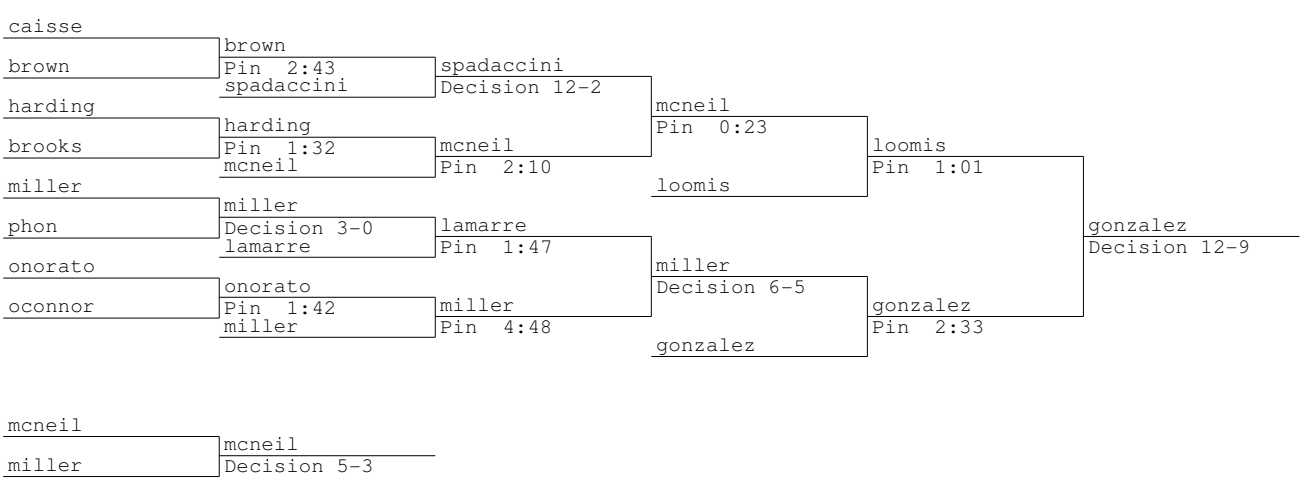 caisse
brown
brown
Pin 2:43
spadaccini
spadaccini
Decision 12-2
harding
harding
brooks
Pin 1:32
mcneil
mcneil
Pin 2:10
mcneil
Pin 0:23
loomis
loomis
Pin 1:01
miller
miller
phon
Decision 3-0
lamarre
lamarre
Pin 1:47
onorato
onorato
oconnor
Pin 1:42
miller
miller
Pin 4:48
miller
Decision 6-5
gonzalez
gonzalez
Pin 2:33
gonzalez
Decision 12-9
mcneil
mcneil
miller
Decision 5-3